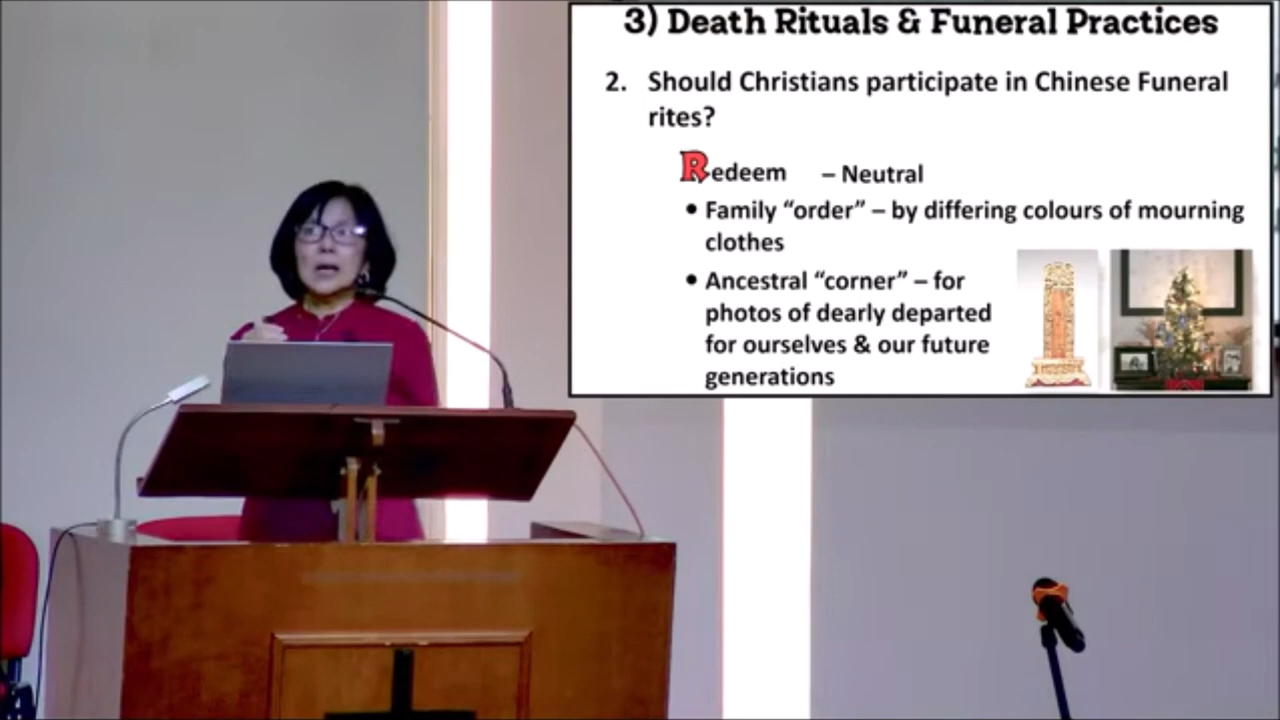 3) Death Rituals & Funeral Practices
2. Should Christians participate in Chinese Funeral
rites?
Redeem – Neutral
• Family “order” – by differing colours of mourning
clothes
• Ancestral “corner” – for
photos of dearly departed
for ourselves & our future
generations